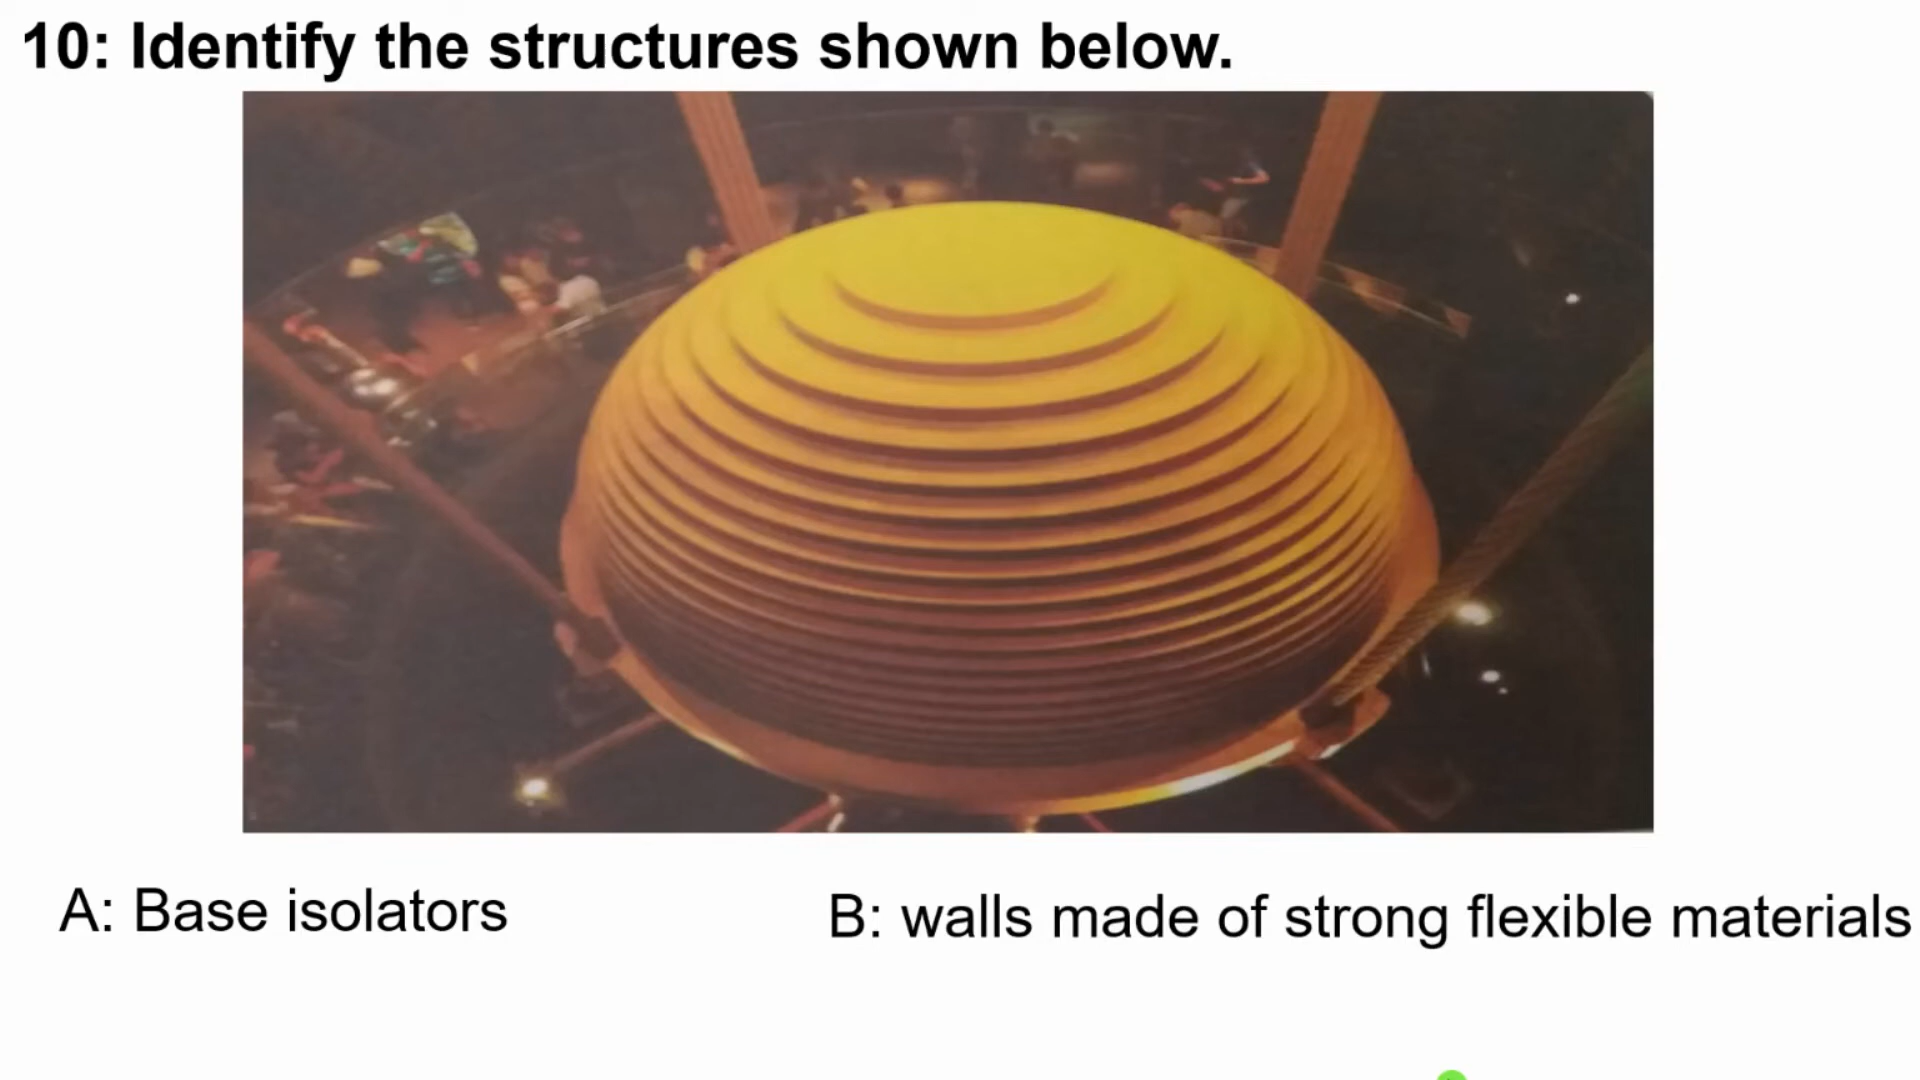 10: Identify the structures shown below.
A: Base isolators
B: walls made of strong flexible materials